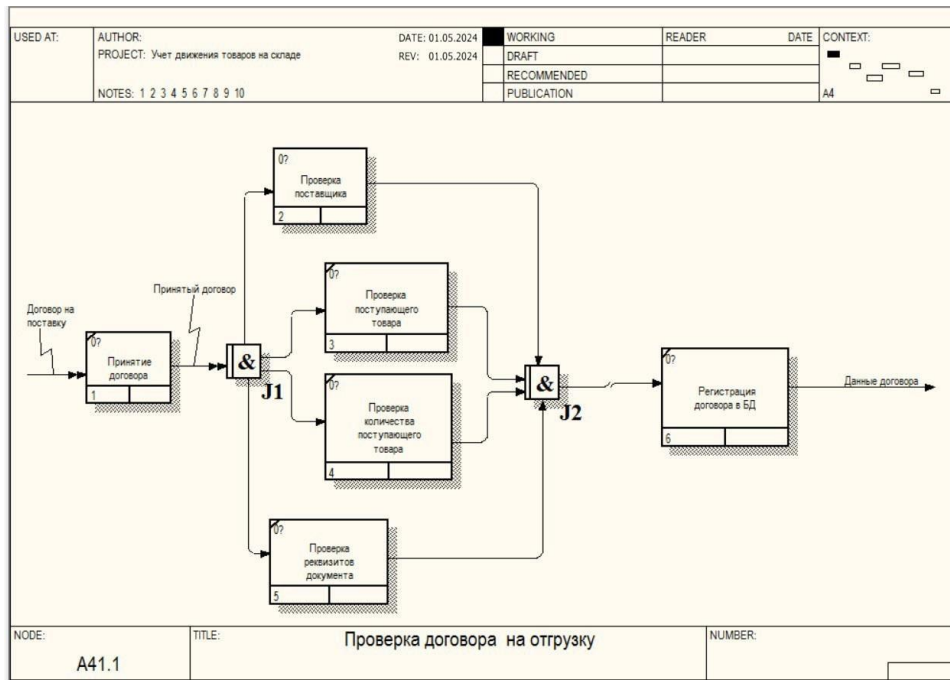 USED AT:
AUTHOR:
DATE: 01.05.2024
PROJECT: Учет движения товаров на складе
REV: 01.05.2024
NOTES: 1 2 3 4 5 6 7 8 9 10
WORKING
DRAFT
RECOMMENDED
PUBLICATION
READER
DATE
CONTEXT:
A4
0?
Проверка
поставщика
2
Договор на
поставку
Принятый договор
0?
Принятие
договора
1
&
J1
0?
Проверка
поступающего
товара
3
0?
Проверка
количества
поступающего
товара
4
0?
Проверка
реквизитов
документа
5
&
J2
0?
Регистрация
договора в БД
6
Данные договора
NODE:
A41.1
TITLE:
Проверка договора на отгрузку
NUMBER: